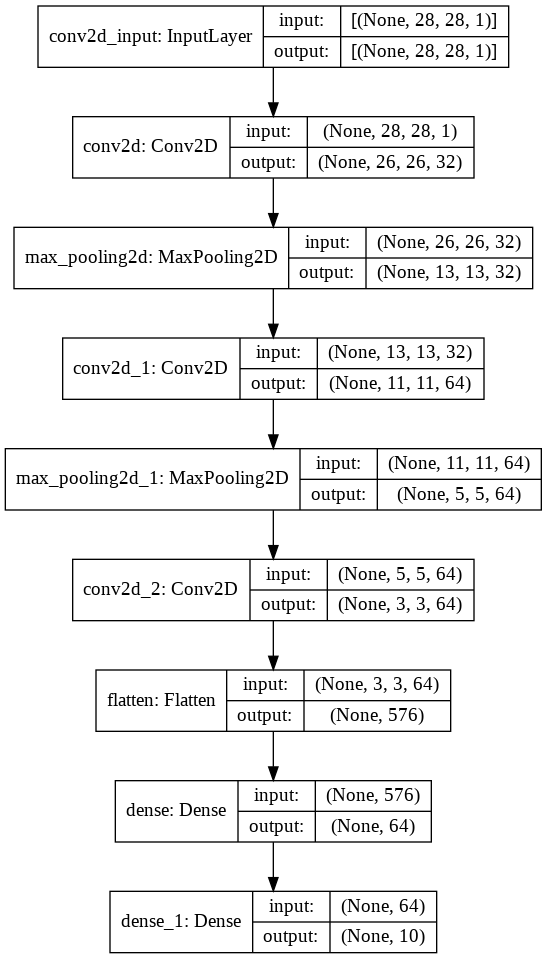 conv2d_input: InputLayer
input: [(None, 28, 28, 1)]
output: [(None, 28, 28, 1)]
conv2d: Conv2D
input: (None, 28, 28, 1)
output: (None, 26, 26, 32)
max_pooling2d: MaxPooling2D
input: (None, 26, 26, 32)
output: (None, 13, 13, 32)
conv2d_1: Conv2D
input: (None, 13, 13, 32)
output: (None, 11, 11, 64)
max_pooling2d_1: MaxPooling2D
input: (None, 11, 11, 64)
output: (None, 5, 5, 64)
conv2d_2: Conv2D
input: (None, 5, 5, 64)
output: (None, 3, 3, 64)
flatten: Flatten
input: (None, 3, 3, 64)
output: (None, 576)
dense: Dense
input: (None, 576)
output: (None, 64)
dense_1: Dense
input: (None, 64)
output: (None, 10)